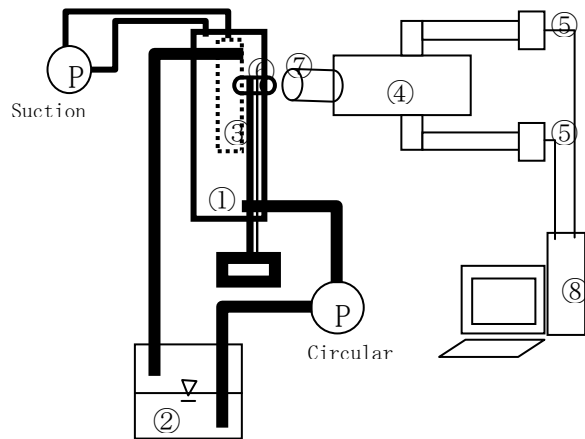 P
Suction
⑥
⑦
④
⑤
③
⑤
①
⑧
P
Circular
②